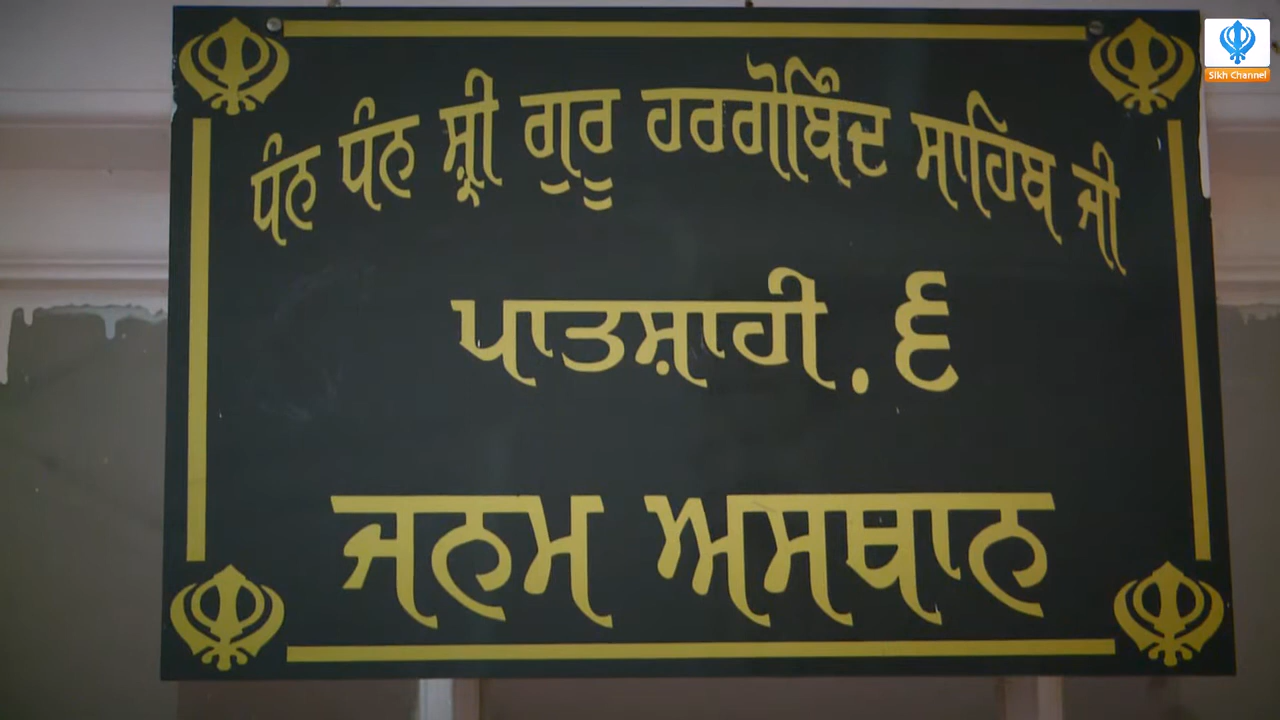 ਧੰਨ ਧੰਨ ਸ਼੍ਰੀ ਗੁਰੂ ਹਰਗੋਬਿੰਦ ਸਾਹਿਬ ਜੀ
ਪਾਤਸ਼ਾਹੀ . ੬
ਜਨਮ ਅਸਥਾਨ
Sikh Channel